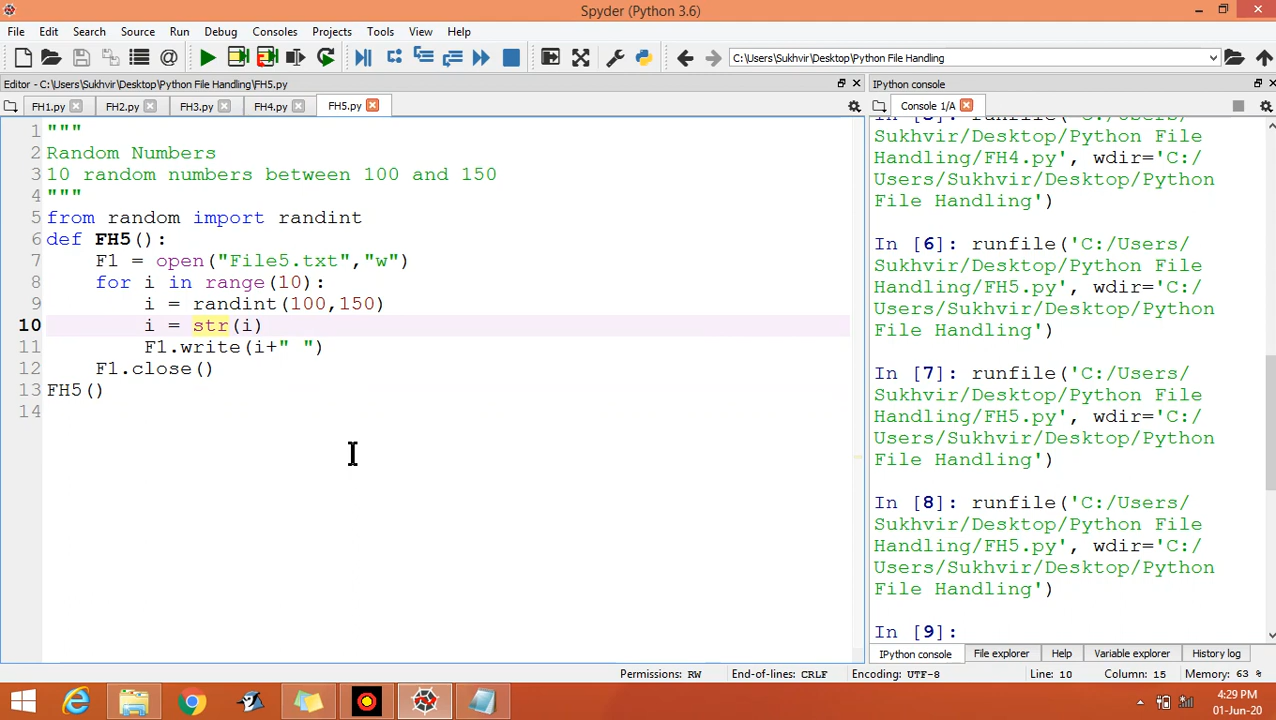 Spyder (Python 3.6)
File Edit Search Source Run Debug Consoles Projects Tools View Help
C:\Users\Sukhvir\Desktop\Python File Handling
Editor - C:\Users\Sukhvir\Desktop\Python File Handling\FH5.py
IPython console
FH1.py FH2.py FH3.py FH4.py FH5.py
Console 1/A
1 """
2 Random Numbers
3 10 random numbers between 100 and 150
4 """
5 from random import randint
6 def FH5():
7 F1 = open("File5.txt","w")
8 for i in range(10):
9 i = randint(100,150)
10 i = str(i)
11 F1.write(i+" ")
12 F1.close()
13 FH5()
14
In [5]: runfile('C:/Users/
Sukhvir/Desktop/Python File
Handling/FH4.py', wdir='C:/
Users/Sukhvir/Desktop/Python
File Handling')
In [6]: runfile('C:/Users/
Sukhvir/Desktop/Python File
Handling/FH5.py', wdir='C:/
Users/Sukhvir/Desktop/Python
File Handling')
In [7]: runfile('C:/Users/
Sukhvir/Desktop/Python File
Handling/FH5.py', wdir='C:/
Users/Sukhvir/Desktop/Python
File Handling')
In [8]: runfile('C:/Users/
Sukhvir/Desktop/Python File
Handling/FH5.py', wdir='C:/
Users/Sukhvir/Desktop/Python
File Handling')
In [9]:
IPython console File explorer Help Variable explorer History log
Permissions: RW End-of-lines: CRLF Encoding: UTF-8 Line: 10 Column: 15 Memory: 63 %
4:29 PM
01-Jun-20